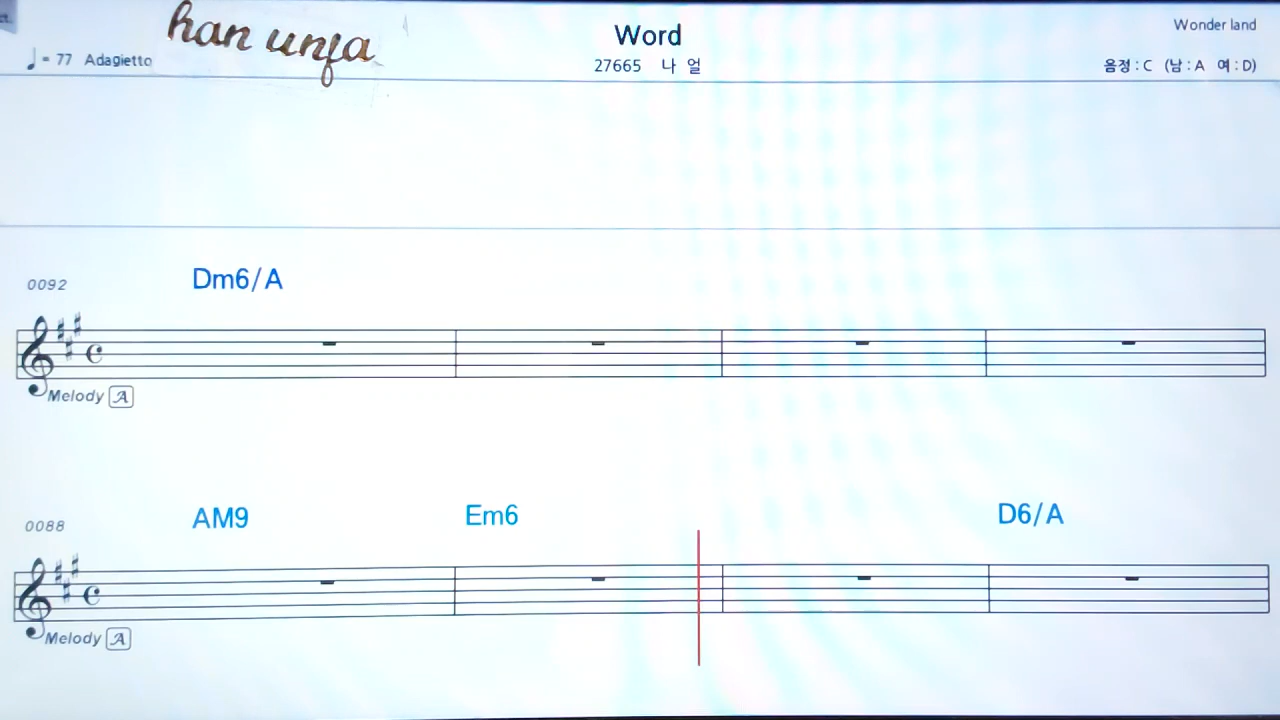 ct.
han unja
Word
Wonder land
♩= 77 Adagietto
27665 나 얼
음정 : C (남 : A 여 : D)
0092 Dm6/A
Melody A
0088 AM9 Em6 D6/A
Melody A